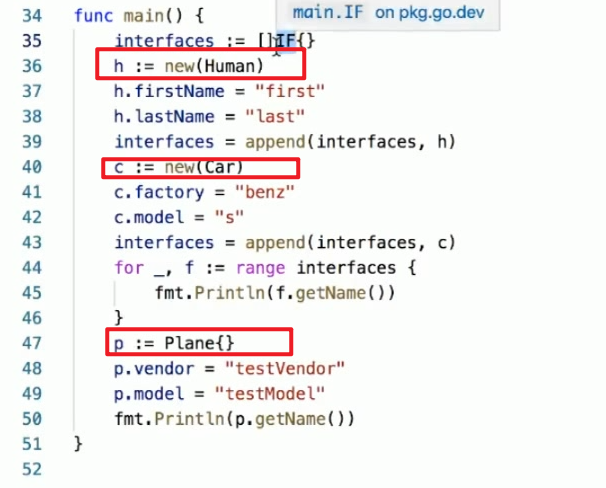 main.IF on pkg.go.dev
34 func main() {
35     interfaces := []IF{}
36     h := new(Human)
37     h.firstName = "first"
38     h.lastName = "last"
39     interfaces = append(interfaces, h)
40     c := new(Car)
41     c.factory = "benz"
42     c.model = "s"
43     interfaces = append(interfaces, c)
44     for _, f := range interfaces {
45         fmt.Println(f.getName())
46     }
47     p := Plane{}
48     p.vendor = "testVendor"
49     p.model = "testModel"
50     fmt.Println(p.getName())
51 }
52